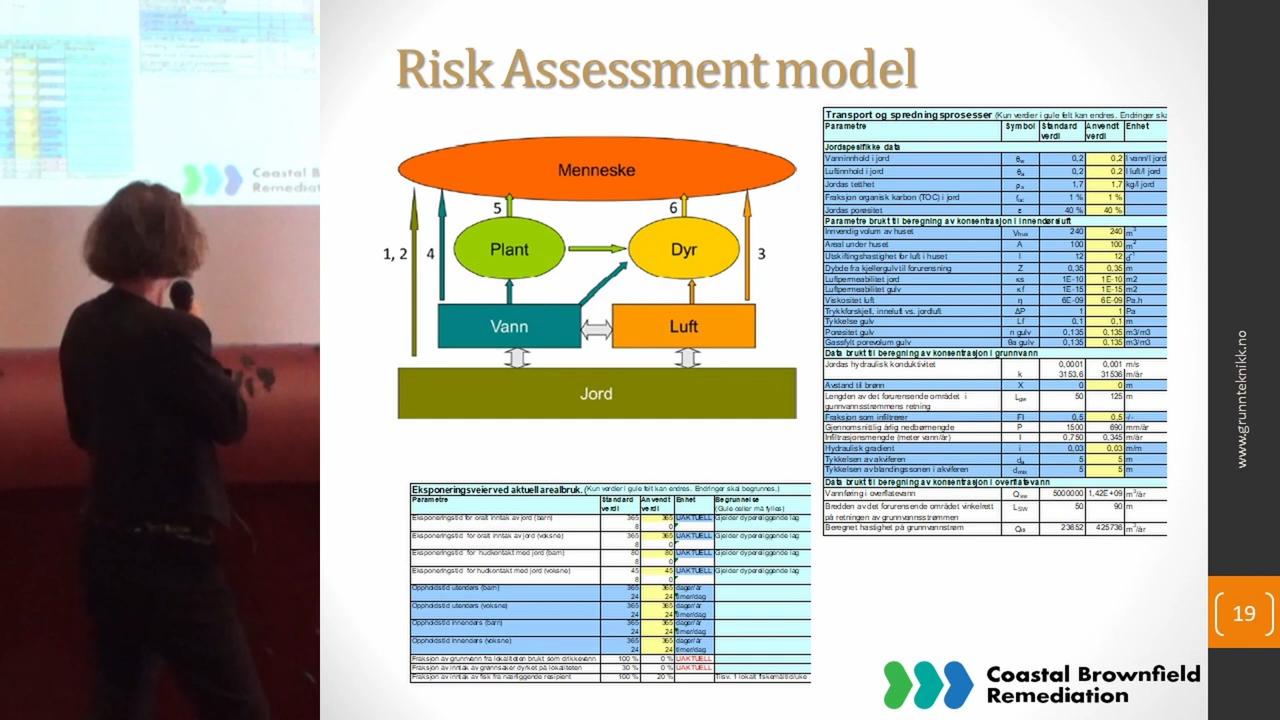 Risk Assessment model
Menneske
5
6
1, 2
4
3
Plant
Dyr
Vann
Luft
Jord
Transport og spredningsprosesser (Kun verdier i gule felt kan endres. Endringer ska
Parametre Symbol Standard verdi Anvendt verdi Enhet
Jordspesifikke data
Vanninnhold i jord θw 0,2 0,2 l vann/l jord
Luftinnhold i jord θa 0,2 0,2 l luft/l jord
Jordas tetthet ρs 1,7 1,7 kg/l jord
Fraksjon organisk karbon (TOC) i jord foc 1 % 1 %
Jordas porøsitet ε 40 % 40 %
Parametre brukt til beregning av konsentrasjon i innendørsluft
Innvendig volum av huset Vhus 240 240 m³
Areal under huset A 100 100 m²
Utskiftingshastighet for luft i huset l 12 12 d⁻¹
Dybde fra kjellergulv til forurensning Z 0,35 0,35 m
Luftpermeabilitet jord κs 1E-10 1E-10 m2
Luftpermeabilitet gulv κf 1E-15 1E-15 m2
Viskositet luft η 6E-09 6E-09 Pa.h
Trykkforskjell, inneluft vs. jordluft ΔP 1 1 Pa
Tykkelse gulv Lf 0,1 0,1 m
Porøsitet gulv n gulv 0,135 0,135 m3/m3
Gassfylt porevolum gulv θa gulv 0,135 0,135 m3/m3
Data brukt til beregning av konsentrasjon i grunnvann
Jordas hydraulisk konduktivitet 0,0001 0,001 m/s
k 3153,6 31536 m/år
Avstand til brønn X 0 0 m
Lengden av det forurensende området i Lgw 50 125 m
gunnvannsstrømmens retning
Fraksjon som infiltrerer FI 0,5 0,5 -/-
Gjennomsnittlig årlig nedbørmengde P 1500 690 mm/år
Infiltrasjonsmengde (meter vann/år) I 0,750 0,345 m/år
Hydraulisk gradient i 0,03 0,03 m/m
Tykkelsen av akviferen da 5 5 m
Tykkelsen av blandingssonen i akviferen dmix 5 5 m
Data brukt til beregning av konsentrasjon i overflatevann
Vannføring i overflatevann Qsw 5000000 1,42E+09 m³/år
Bredden av det forurensende området vinkelrett LSW 50 90 m
på retningen av grunnvannsstrømmen
Beregnet hastighet på grunnvannstrøm Qdi 23652 425736 m³/år
Eksponeringsveier ved aktuell arealbruk. (Kun verdier i gule felt kan endres. Endringer skal begrunnes.)
Parametre Standard verdi Anvendt verdi Enhet Begrunnelse
(Gule celler må fylles)
Eksponeringstid for oralt inntak av jord (barn) 365 365 UAKTUELL Gjelder dypereliggende lag
8 0
Eksponeringstid for oralt inntak av jord (voksne) 365 365 UAKTUELL Gjelder dypereliggende lag
8 0
Eksponeringstid for hudkontakt med jord (barn) 80 80 UAKTUELL Gjelder dypereliggende lag
8 0
Eksponeringstid for hudkontakt med jord (voksne) 45 45 UAKTUELL Gjelder dypereliggende lag
8 0
Oppholdstid utendørs (barn) 365 365 dager/år
24 24 timer/dag
Oppholdstid utendørs (voksne) 365 365 dager/år
24 24 timer/dag
Oppholdstid innendørs (barn) 365 365 dager/år
24 24 timer/dag
Oppholdstid innendørs (voksne) 365 365 dager/år
24 24 timer/dag
Fraksjon av grunnvann fra lokaliteten brukt som drikkevann 100 % 0 % UAKTUELL
Fraksjon av inntak av grønnsaker dyrket på lokaliteten 30 % 0 % UAKTUELL
Fraksjon av inntak av fisk fra nærliggende resipient 100 % 20 % Tilsv. 1 lokalt fiskemåltid/uke
www.grunnteknikk.no
19
Coastal Brownfield
Remediation
Coastal B
Remediat